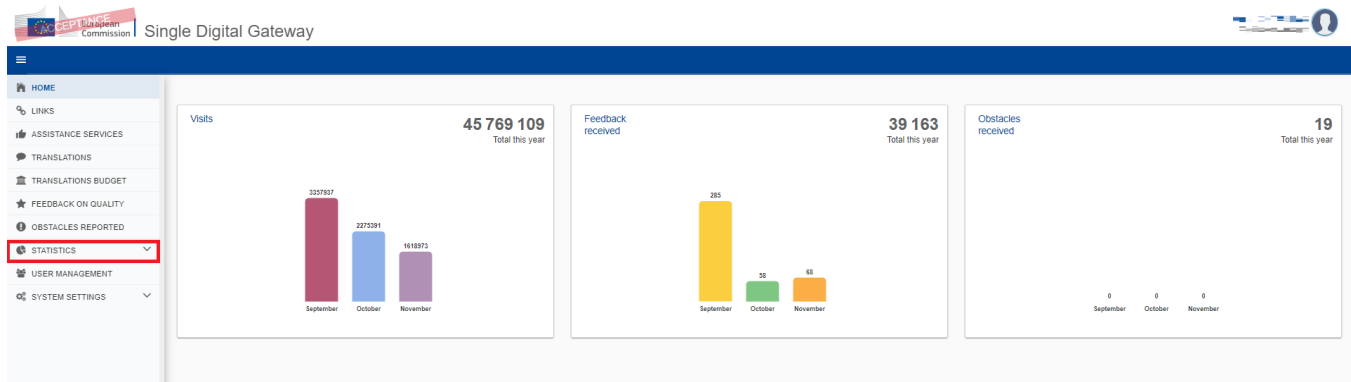 ACCEPTANCE
European
Commission
Single Digital Gateway
HOME
LINKS
ASSISTANCE SERVICES
TRANSLATIONS
TRANSLATIONS BUDGET
FEEDBACK ON QUALITY
OBSTACLES REPORTED
STATISTICS
USER MANAGEMENT
SYSTEM SETTINGS
Visits
45 769 109
Total this year
3357937
2275391
1618973
September October November
Feedback
received
39 163
Total this year
285
58
68
September October November
Obstacles
received
19
Total this year
0 0 0
September October November